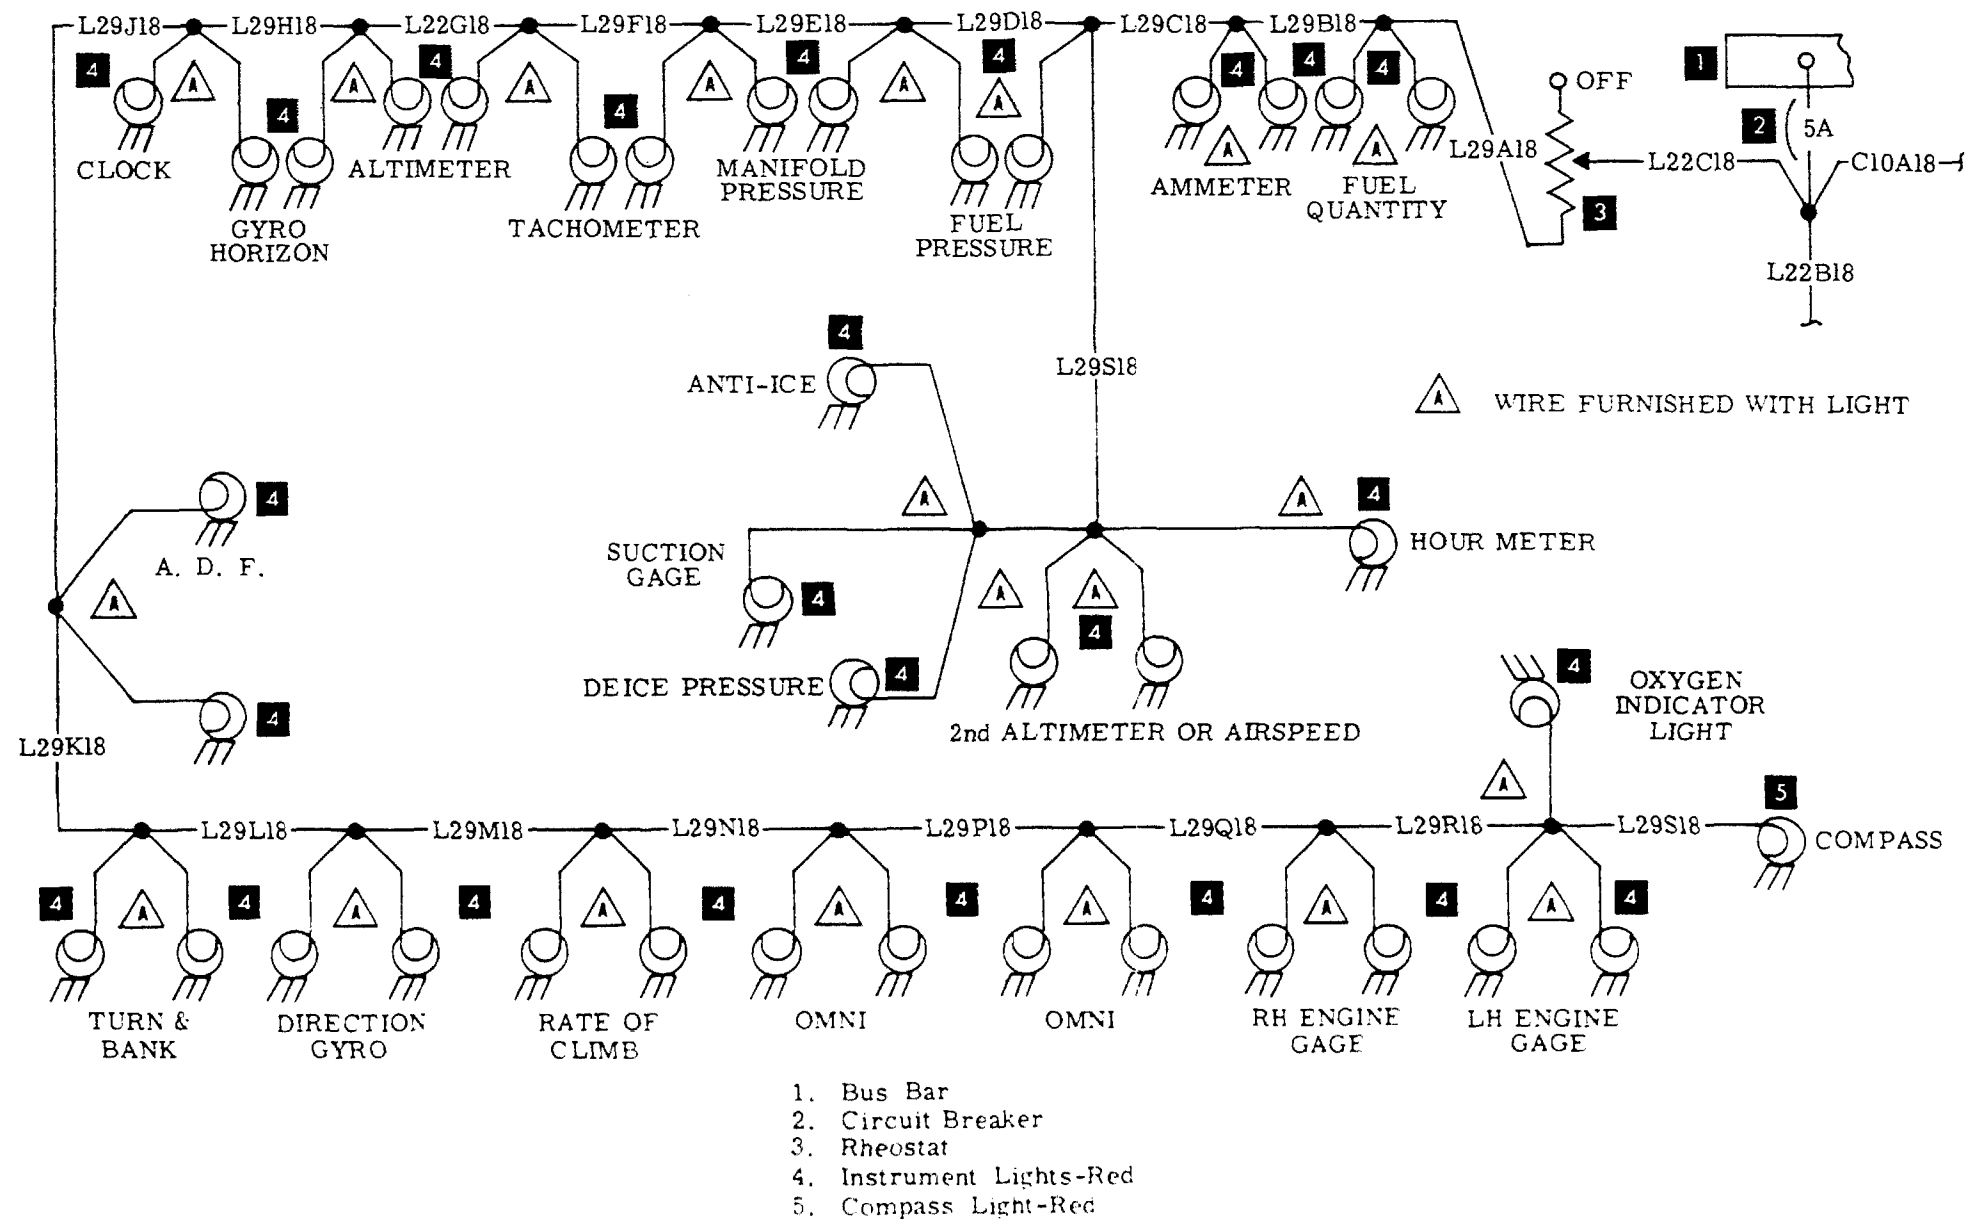 L29J18 L29H18 L22G18 L29F18 L29E18 L29D18 L29C18 L29B18
4 4 4 4 4 4 4 4 4 1
A A A A A A OFF
2 5A
CLOCK ALTIMETER MANIFOLD L29A18 L22C18 C10A18
PRESSURE AMMETER A A FUEL
QUANTITY 3
GYRO
HORIZON
TACHOMETER
FUEL
PRESSURE
L22B18
4
ANTI-ICE
L29S18
A WIRE FURNISHED WITH LIGHT
4
A. D. F.
A
4
L29K18
A A 4
HOUR METER
SUCTION
GAGE
4
A A
4
DEICE PRESSURE 4
2nd ALTIMETER OR AIRSPEED
4 OXYGEN
INDICATOR
LIGHT
A
5
L29L18 L29M18 L29N18 L29P18 L29Q18 L29R18 L29S18 COMPASS
4 A 4 A 4 A 4 A 4 A 4 A 4 A 4
TURN &
BANK
DIRECTION
GYRO
RATE OF
CLIMB
OMNI
OMNI
RH ENGINE
GAGE
LH ENGINE
GAGE
1. Bus Bar
2. Circuit Breaker
3. Rheostat
4. Instrument Lights-Red
5. Compass Light-Red